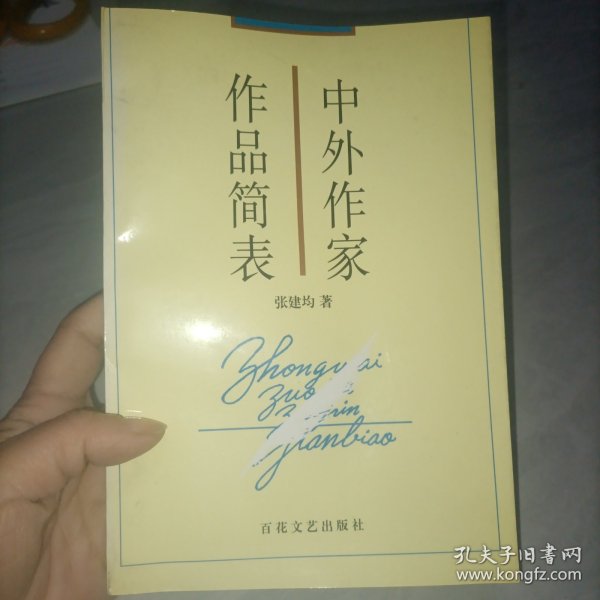 中外作家
作品简表
张建均 著
Zhongwai
Jianbiao
百花文艺出版社
孔夫子旧书网
www.kongfz.com